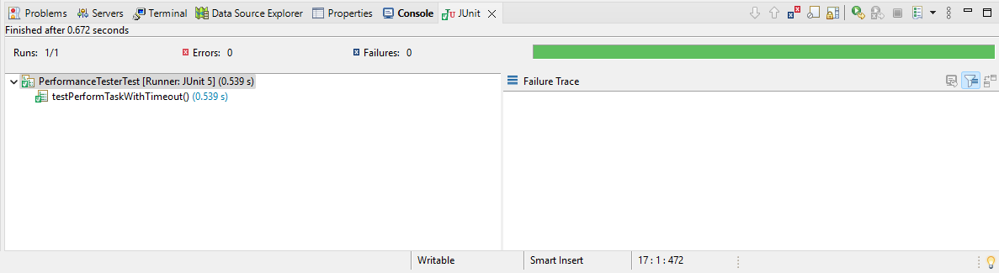 Problems Servers Terminal Data Source Explorer Properties Console JUnit
Finished after 0.672 seconds
Runs: 1/1 Errors: 0 Failures: 0
PerformanceTesterTest [Runner: JUnit 5] (0.539 s)
testPerformTaskWithTimeout() (0.539 s)
Failure Trace
Writable Smart Insert 17 : 1 : 472